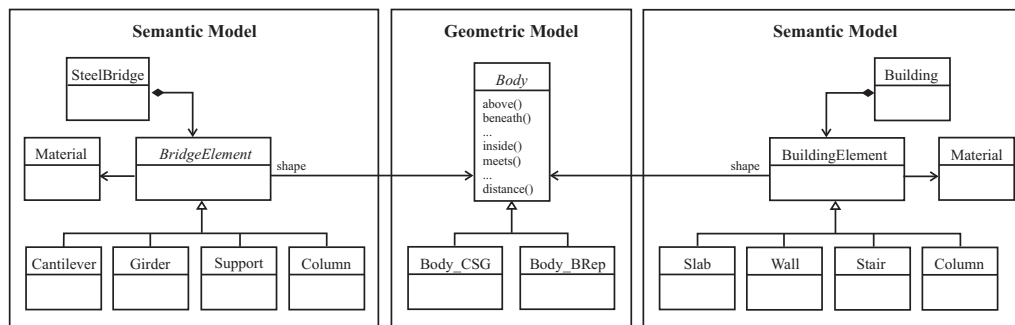 Semantic Model
SteelBridge
Material
BridgeElement
shape
Cantilever
Girder
Support
Column
Geometric Model
Body
above()
beneath()
...
inside()
meets()
...
distance()
Body_CSG
Body_BRep
Semantic Model
Building
BuildingElement
Material
shape
Slab
Wall
Stair
Column